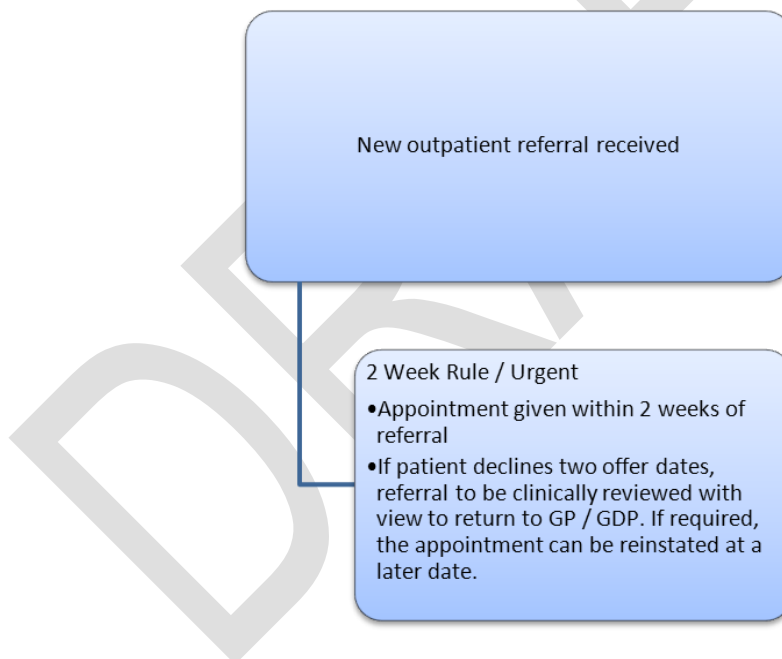 New outpatient referral received
2 Week Rule / Urgent
•Appointment given within 2 weeks of
referral
•If patient declines two offer dates,
referral to be clinically reviewed with
view to return to GP / GDP. If required,
the appointment can be reinstated at a
later date.